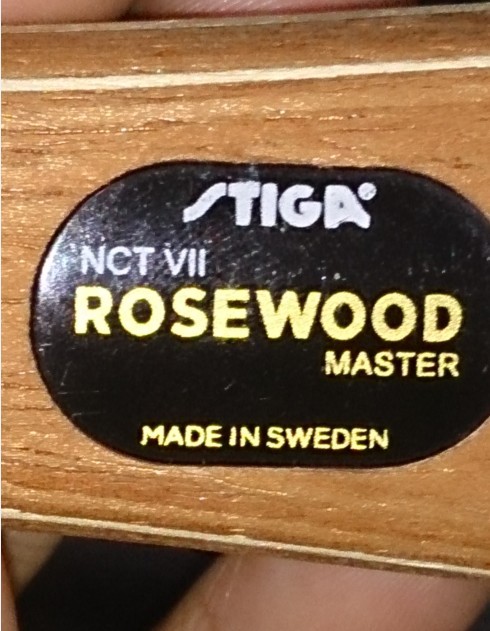 STIGA®
NCT VII
ROSEWOOD
MASTER
MADE IN SWEDEN